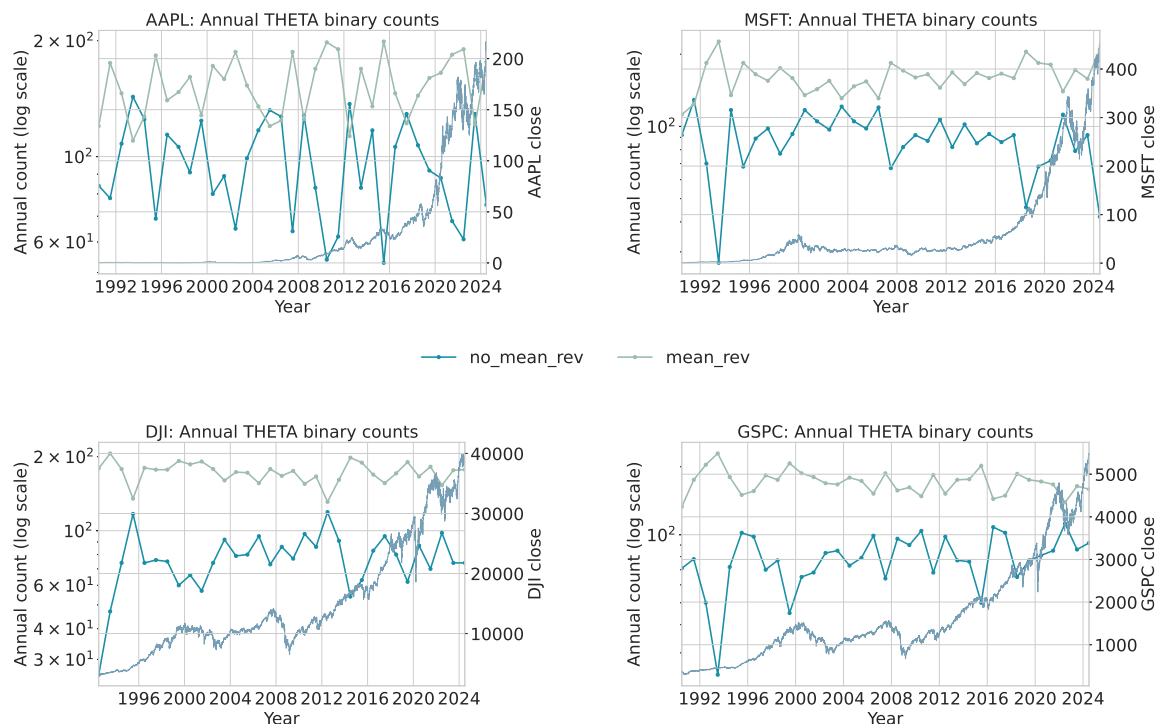 AAPL: Annual THETA binary counts
Annual count (log scale)
2 × 10²
10²
6 × 10¹
200
150
100
50
0
AAPL close
1992 1996 2000 2004 2008 2012 2016 2020 2024
Year
MSFT: Annual THETA binary counts
Annual count (log scale)
10²
400
300
200
100
0
MSFT close
1992 1996 2000 2004 2008 2012 2016 2020 2024
Year
no_mean_rev mean_rev
DJI: Annual THETA binary counts
Annual count (log scale)
2 × 10²
10²
6 × 10¹
4 × 10¹
3 × 10¹
40000
30000
20000
10000
DJI close
1996 2000 2004 2008 2012 2016 2020 2024
Year
GSPC: Annual THETA binary counts
Annual count (log scale)
10²
5000
4000
3000
2000
1000
GSPC close
1992 1996 2000 2004 2008 2012 2016 2020 2024
Year